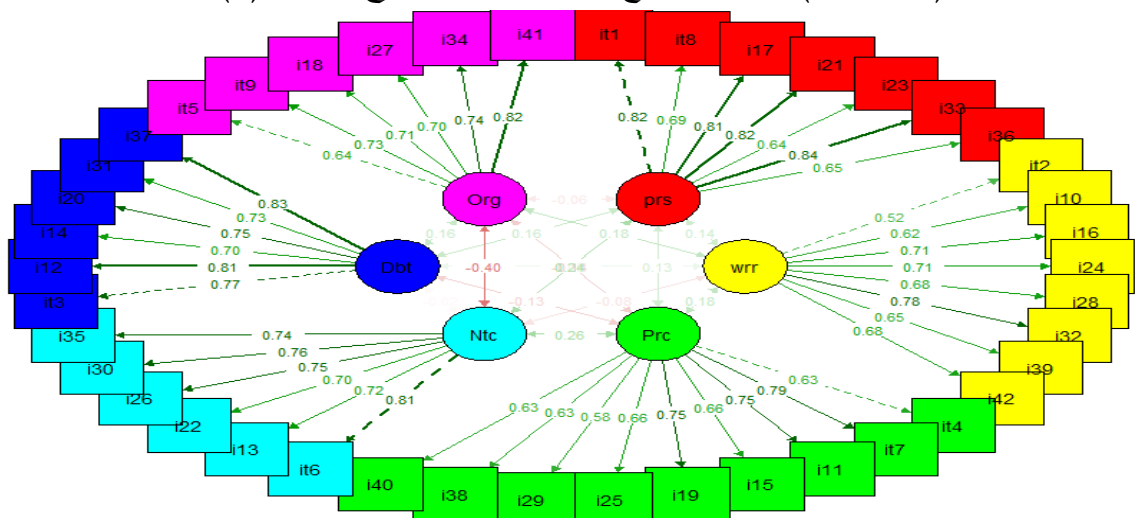 i34 i41 it1 it8
i27 i17
i18 i21
it9 i23
it5 i33
i37 i36
i31 it2
i20 i10
i14 i16
i12 i24
it3 i28
i35 i32
i30 i39
i26 i42
i22 it4
i13 it7
it6 i11
i40 i15
i38 i29 i25 i19
Org prs
Dbt wrr
Ntc Prc
0.64 0.73 0.71 0.70 0.74 0.82
0.82 0.69 0.81 0.82 0.64 0.84 0.65
0.83 0.73 0.75 0.70 0.81 0.77
0.52 0.62 0.71 0.71 0.68 0.78 0.65 0.68
0.74 0.76 0.75 0.70 0.72 0.81
0.63 0.63 0.58 0.66 0.75 0.66 0.75 0.79 0.63
-0.06
0.16 0.16 0.18 0.14
-0.40 0.13
-0.13 -0.08 0.18
0.26